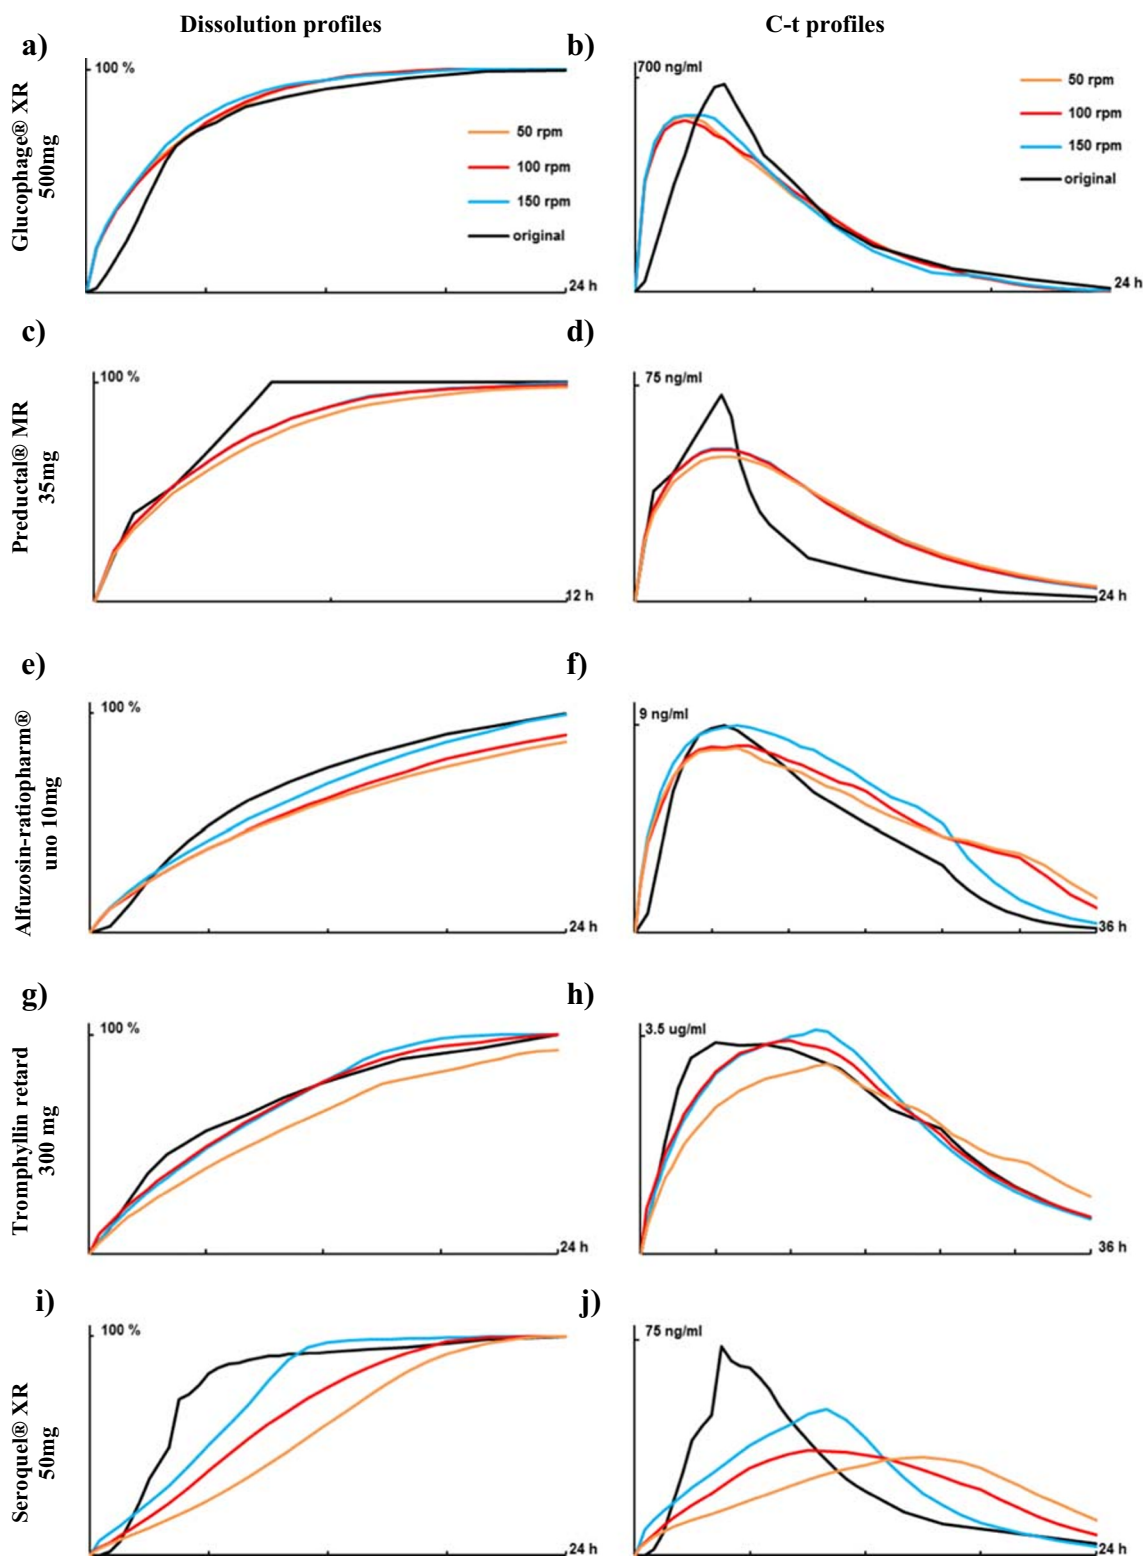 Dissolution profiles
C-t profiles
a)
b)
Glucophage® XR
500mg
100 %
50 rpm
100 rpm
150 rpm
original
24 h
700 ng/ml
50 rpm
100 rpm
150 rpm
original
24 h
c)
d)
Preductal® MR
35mg
100 %
12 h
75 ng/ml
24 h
e)
f)
Alfuzosin-ratiopharm®
uno 10mg
100 %
24 h
9 ng/ml
36 h
g)
h)
Tromphyllin retard
300 mg
100 %
24 h
3.5 ug/ml
36 h
i)
j)
Seroquel® XR
50mg
100 %
24 h
75 ng/ml
24 h